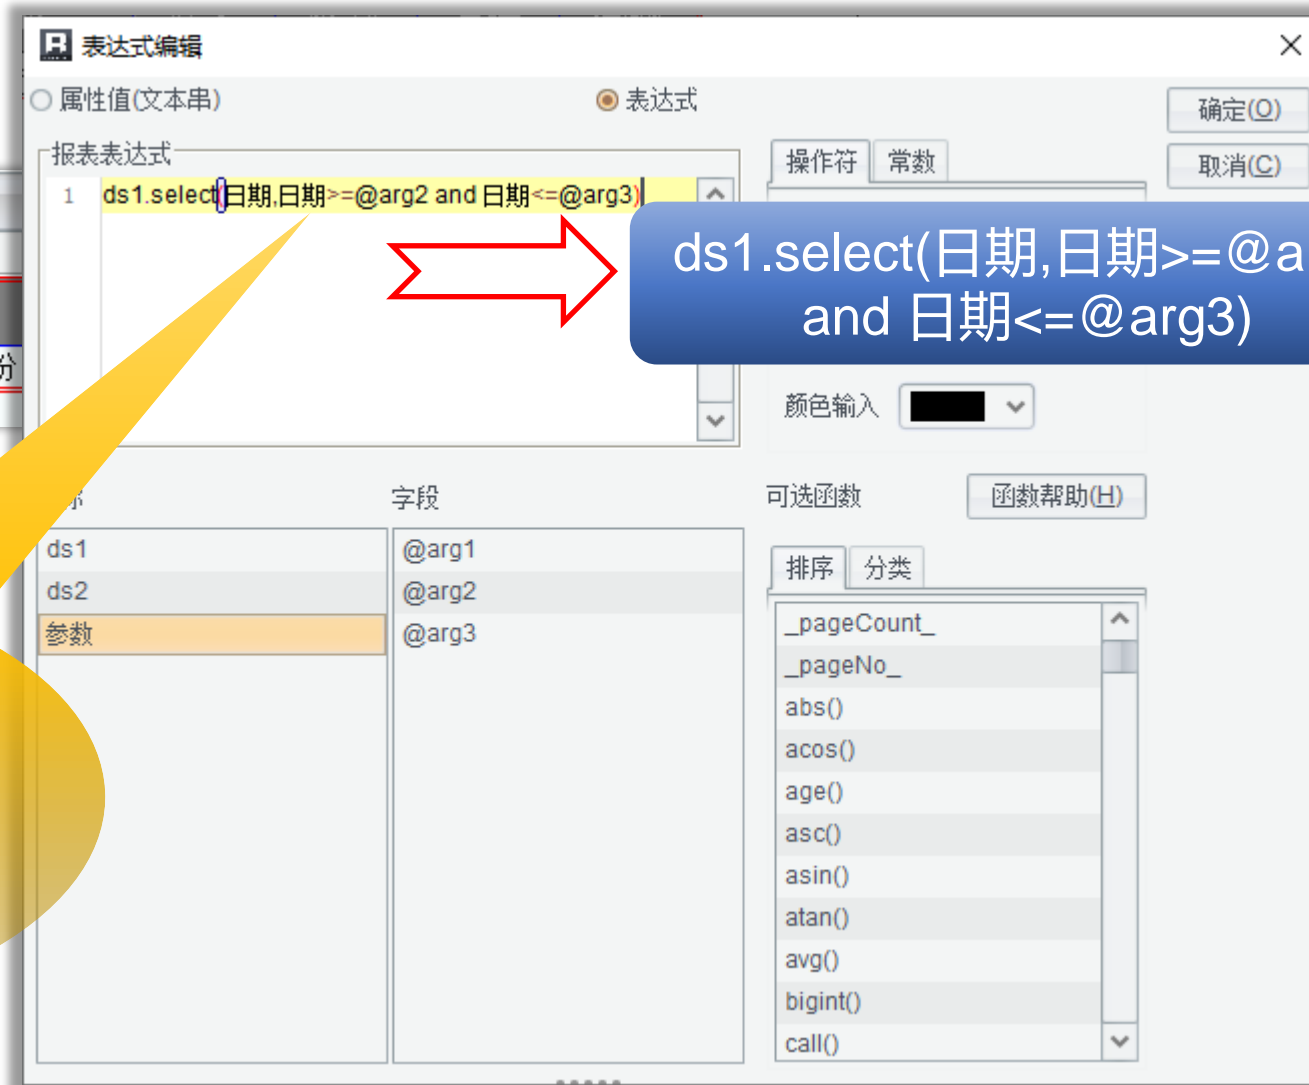 表达式编辑
属性值(文本串)
表达式
确定(O)
取消(C)
报表表达式
操作符
常数
1
ds1.select(日期,日期>=@arg2 and 日期<=@arg3)
ds1.select(日期,日期>=@a
and 日期<=@arg3)
份
颜色输入
字段
可选函数
函数帮助(H)
ds1
ds2
参数
@arg1
@arg2
@arg3
排序
分类
_pageCount_
_pageNo_
abs()
acos()
age()
asc()
asin()
atan()
avg()
bigint()
call()